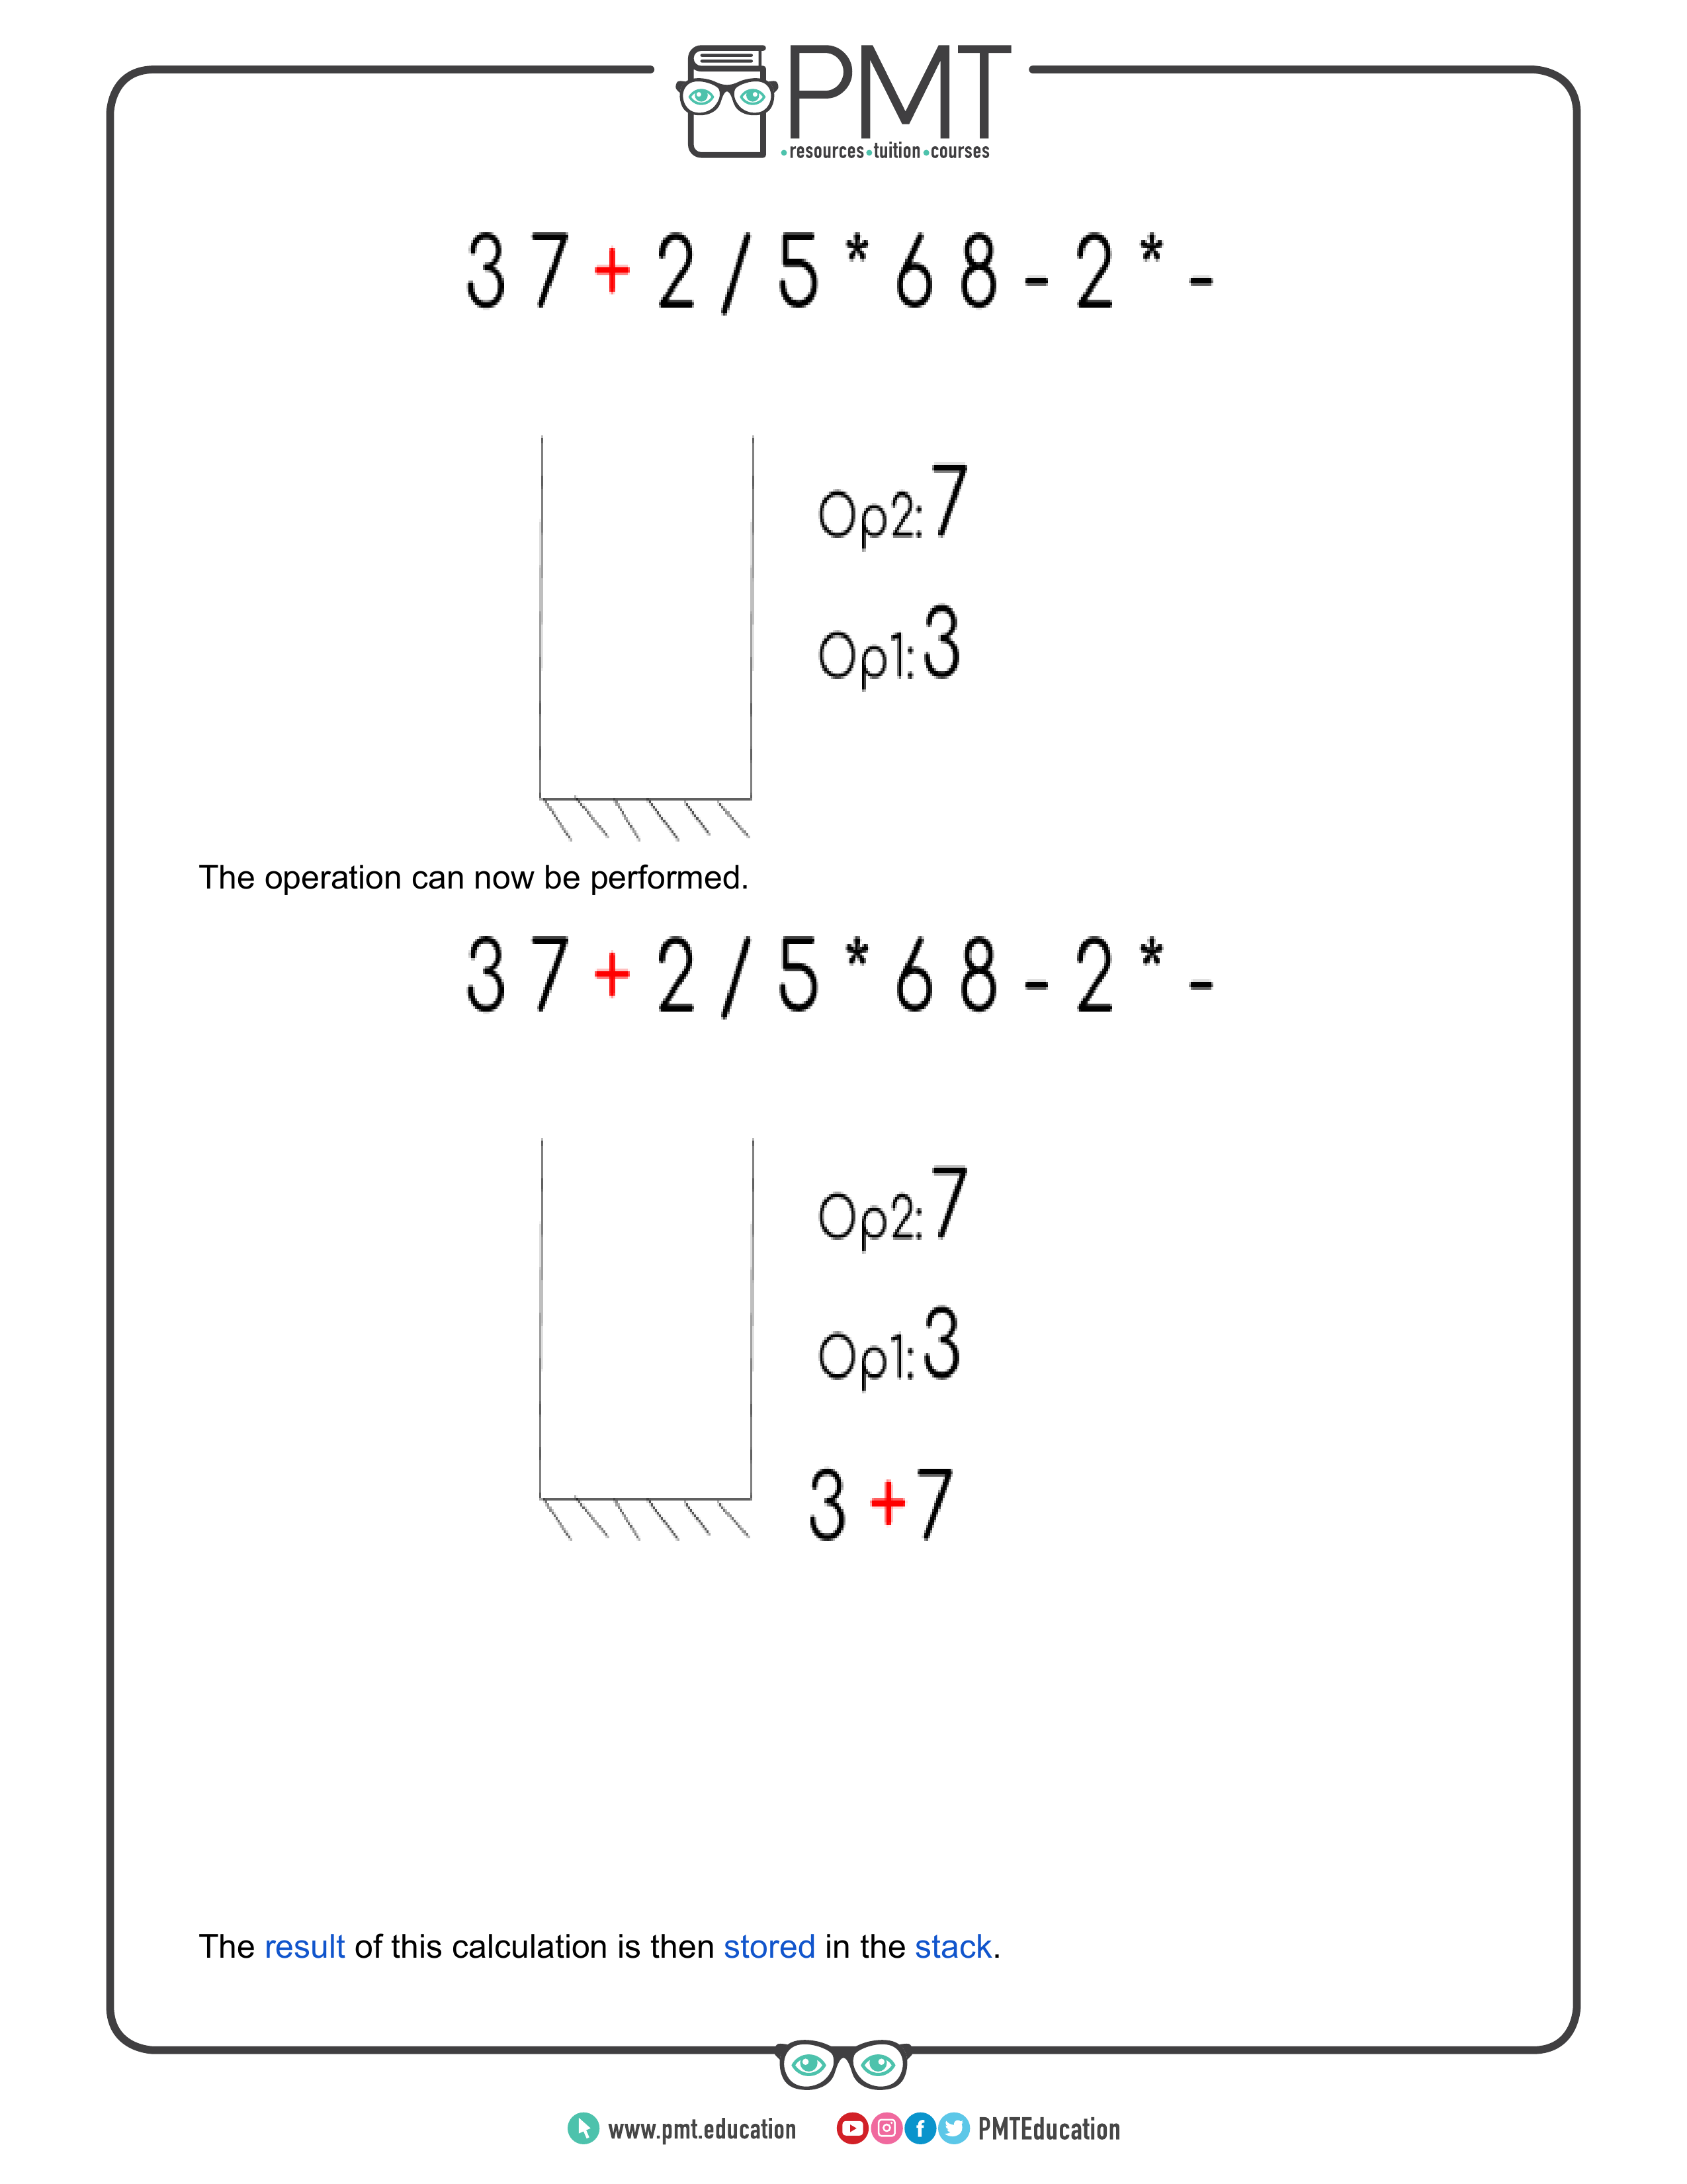 PMT
resources tuition courses
3 7 + 2 / 5 * 6 8 - 2 * -
Op2: 7
Op1: 3
The operation can now be performed.
3 7 + 2 / 5 * 6 8 - 2 * -
Op2: 7
Op1: 3
3 + 7
The result of this calculation is then stored in the stack.
www.pmt.education PMTEducation